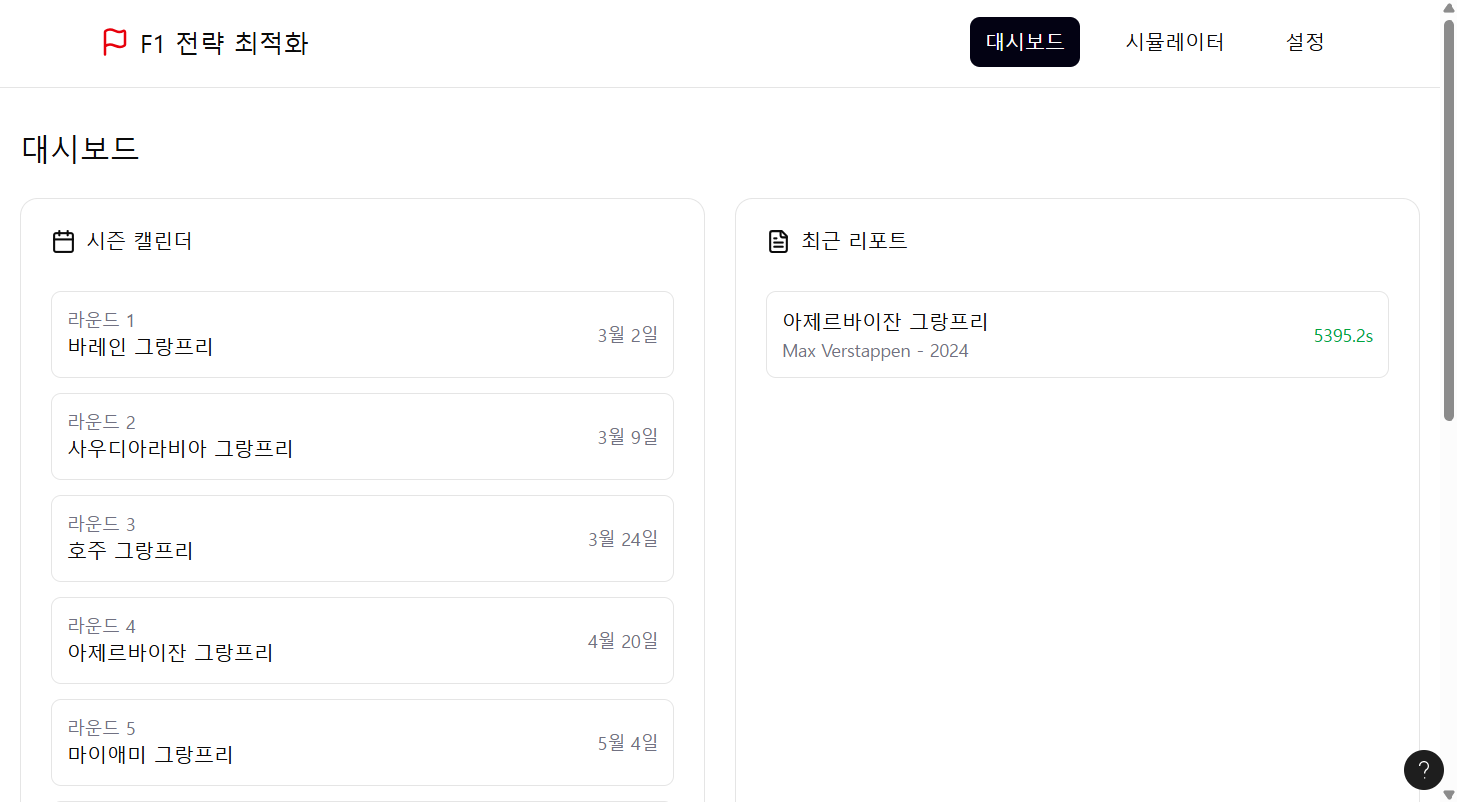 F1 전략 최적화
대시보드
시뮬레이터
설정
대시보드
시즌 캘린더
라운드 1
바레인 그랑프리
3월 2일
라운드 2
사우디아라비아 그랑프리
3월 9일
라운드 3
호주 그랑프리
3월 24일
라운드 4
아제르바이잔 그랑프리
4월 20일
라운드 5
마이애미 그랑프리
5월 4일
최근 리포트
아제르바이잔 그랑프리
Max Verstappen - 2024
5395.2s
?